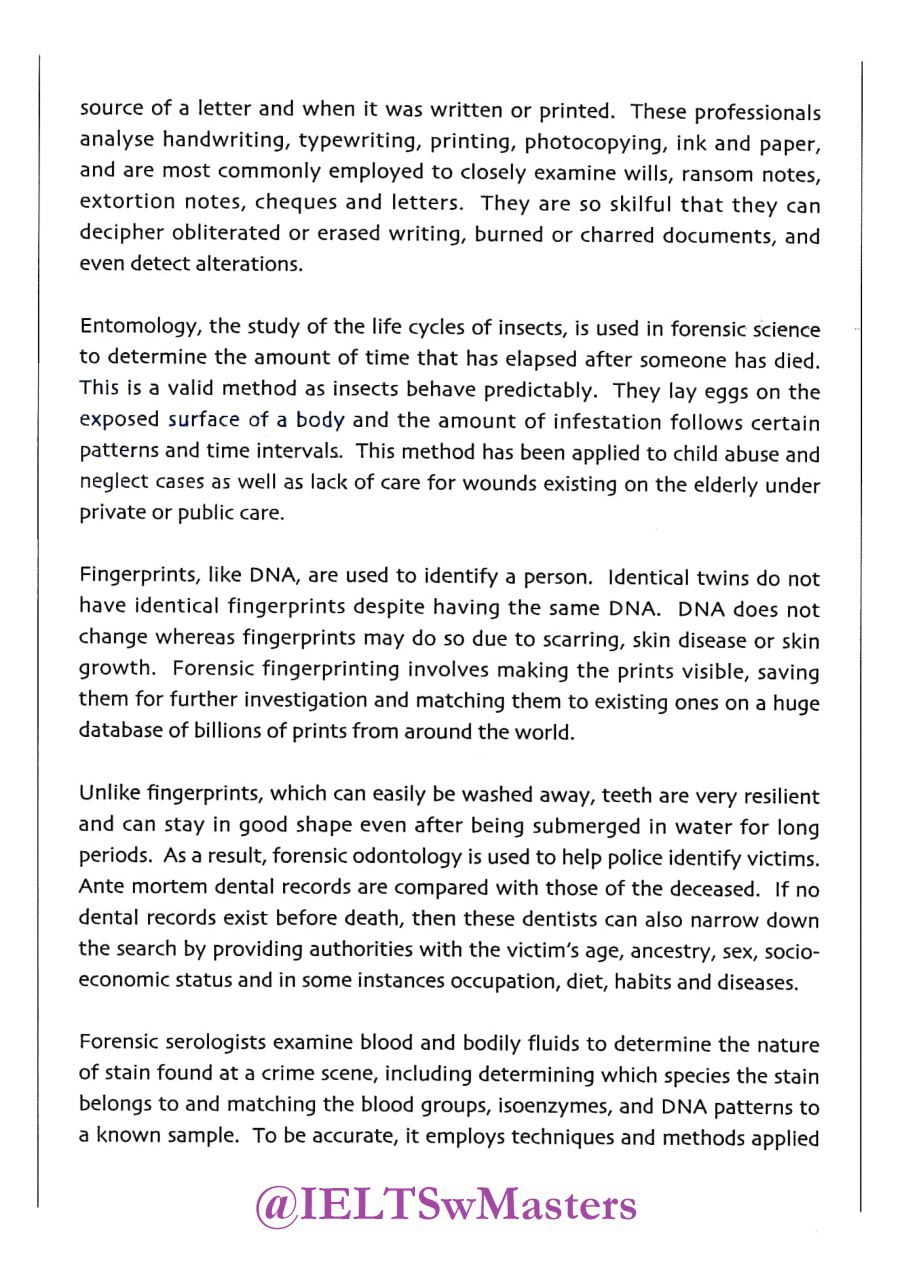 source of a letter and when it was written or printed. These professionals
analyse handwriting, typewriting, printing, photocopying, ink and paper,
and are most commonly employed to closely examine wills, ransom notes,
extortion notes, cheques and letters. They are so skilful that they can
decipher obliterated or erased writing, burned or charred documents, and
even detect alterations.
Entomology, the study of the life cycles of insects, is used in forensic science
to determine the amount of time that has elapsed after someone has died.
This is a valid method as insects behave predictably. They lay eggs on the
exposed surface of a body and the amount of infestation follows certain
patterns and time intervals. This method has been applied to child abuse and
neglect cases as well as lack of care for wounds existing on the elderly under
private or public care.
Fingerprints, like DNA, are used to identify a person. Identical twins do not
have identical fingerprints despite having the same DNA. DNA does not
change whereas fingerprints may do so due to scarring, skin disease or skin
growth. Forensic fingerprinting involves making the prints visible, saving
them for further investigation and matching them to existing ones on a huge
database of billions of prints from around the world.
Unlike fingerprints, which can easily be washed away, teeth are very resilient
and can stay in good shape even after being submerged in water for long
periods. As a result, forensic odontology is used to help police identify victims.
Ante mortem dental records are compared with those of the deceased. If no
dental records exist before death, then these dentists can also narrow down
the search by providing authorities with the victim's age, ancestry, sex, socio-
economic status and in some instances occupation, diet, habits and diseases.
Forensic serologists examine blood and bodily fluids to determine the nature
of stain found at a crime scene, including determining which species the stain
belongs to and matching the blood groups, isoenzymes, and DNA patterns to
a known sample. To be accurate, it employs techniques and methods applied
@IELTSwMasters